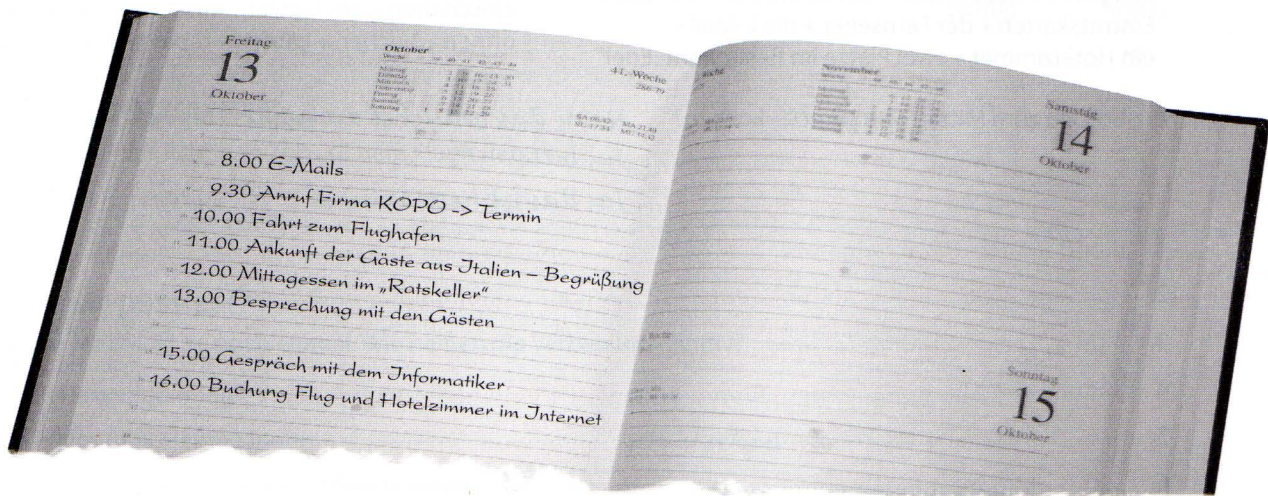 Freitag
13
Oktober
Oktober
Woche
41. Woche
8.00 E-Mails
9.30 Anruf Firma KOPO -> Termin
10.00 Fahrt zum Flughafen
11.00 Ankunft der Gäste aus Italien – Begrüßung
12.00 Mittagessen im „Ratskeller“
13.00 Besprechung mit den Gästen
15.00 Gespräch mit dem Informatiker
16.00 Buchung Flug und Hotelzimmer im Internet
November
Woche
Samstag
14
Oktober
Sonntag
15
Oktober